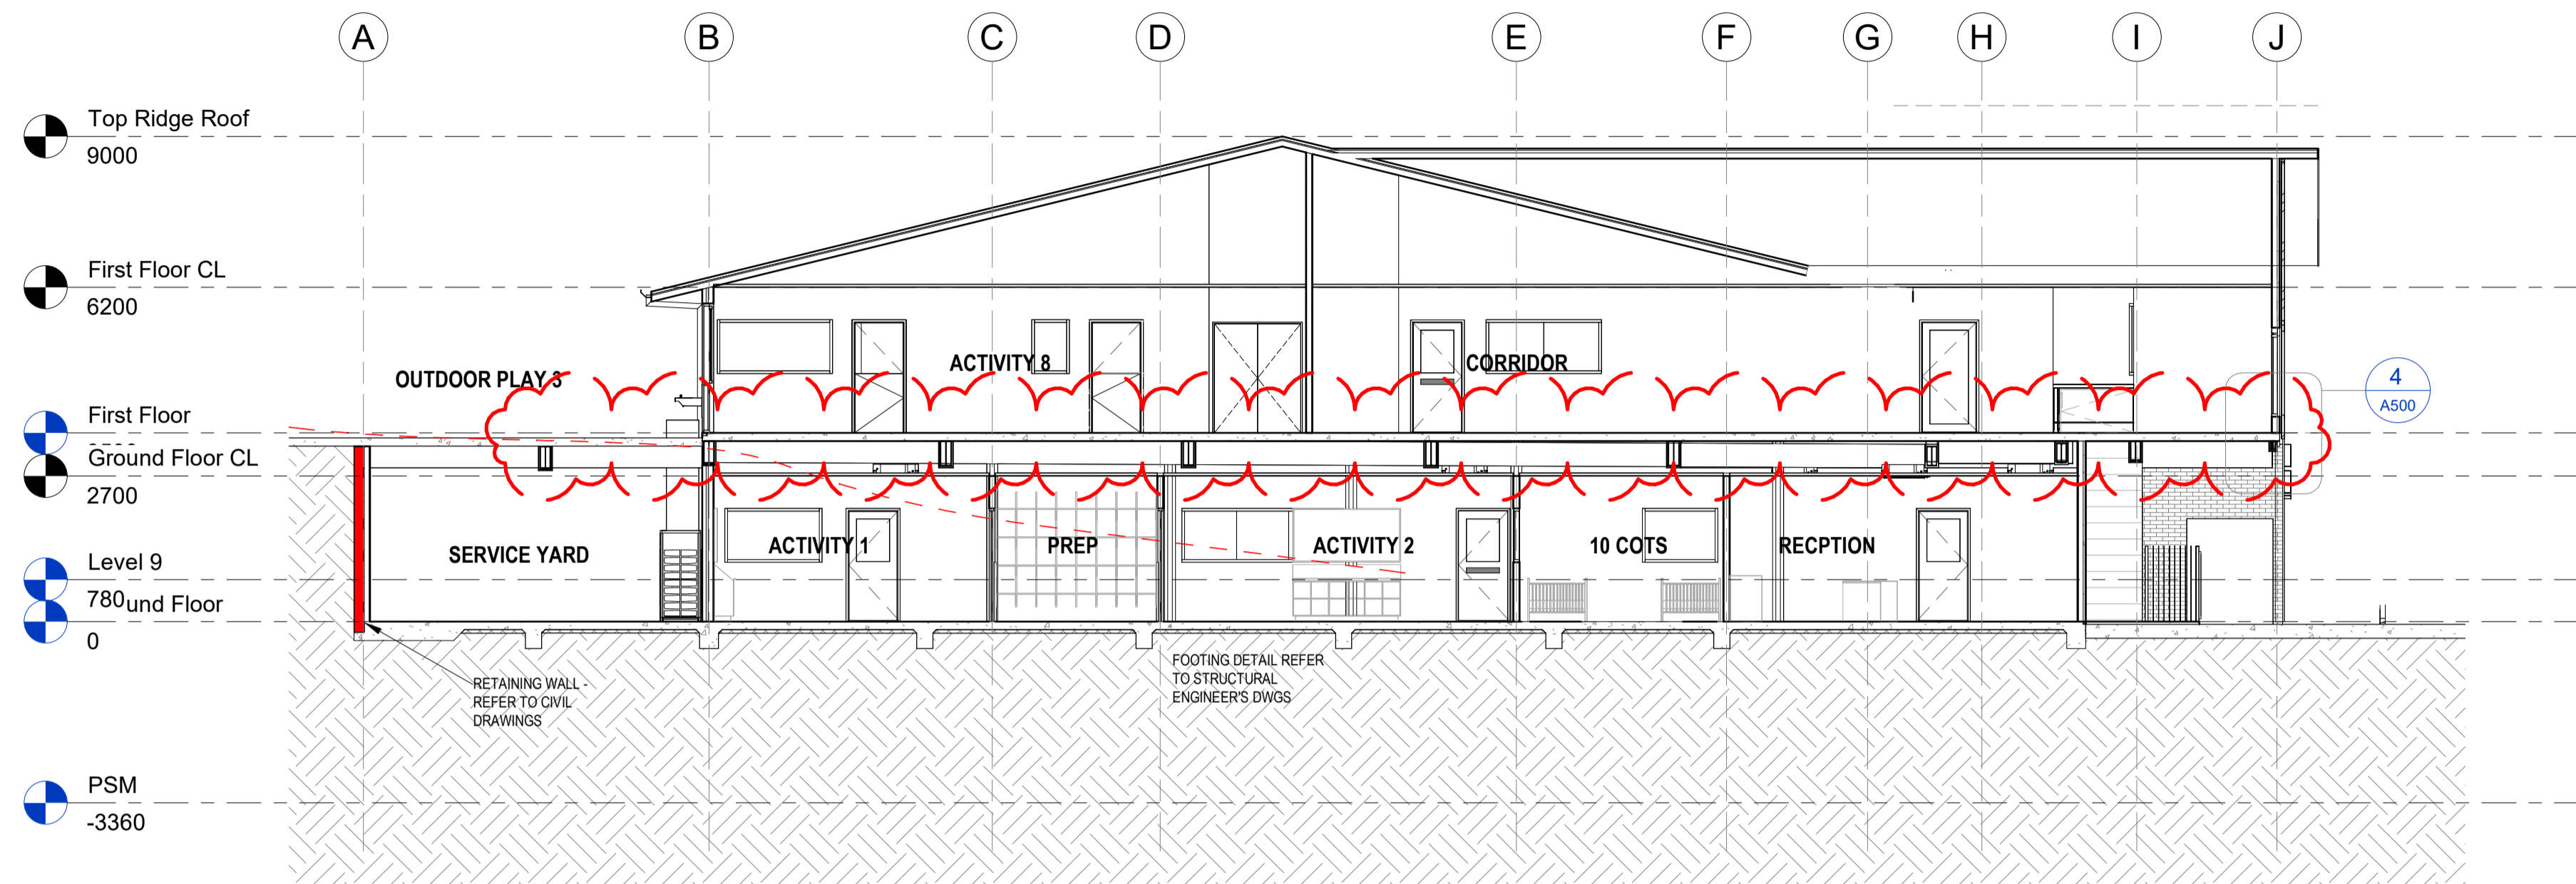 A B C D E F G H I J
Top Ridge Roof
9000
First Floor CL
6200
OUTDOOR PLAY 3
ACTIVITY 8
CORRIDOR
4
A500
First Floor
Ground Floor CL
2700
SERVICE YARD
ACTIVITY 1
PREP
ACTIVITY 2
10 COTS
RECPTION
Level 9
780
und Floor
0
RETAINING WALL -
REFER TO CIVIL
DRAWINGS
FOOTING DETAIL REFER
TO STRUCTURAL
ENGINEER'S DWGS
PSM
-3360